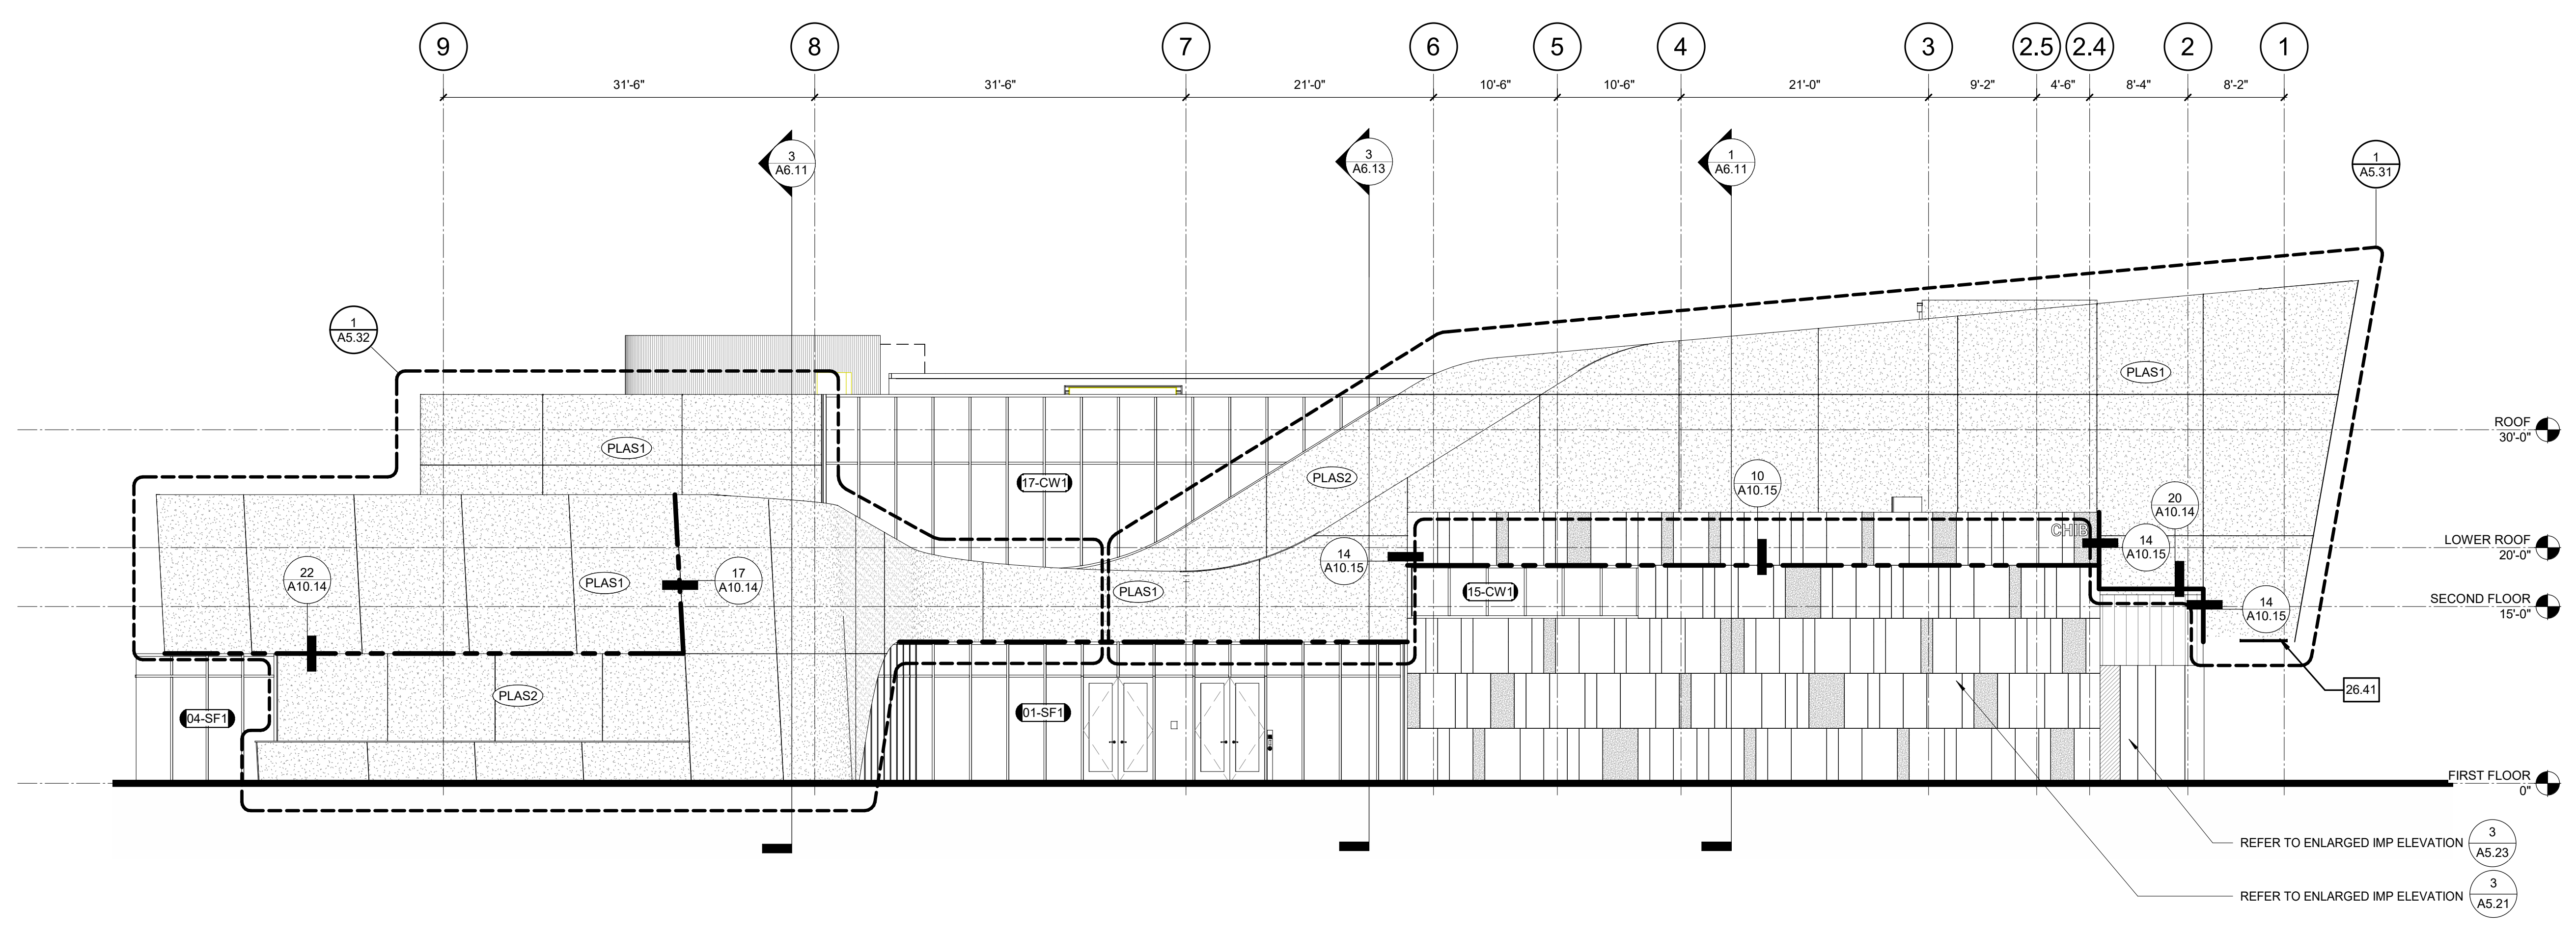 9
8
7
6
5
4
3
2.5
2.4
2
1
31'-6"
31'-6"
21'-0"
10'-6"
10'-6"
21'-0"
9'-2"
4'-6"
8'-4"
8'-2"
3
A6.11
3
A6.13
1
A6.11
1
A5.31
1
A5.32
PLAS1
ROOF
30'-0"
PLAS1
PLAS2
17-CW1
10
A10.15
20
A10.14
CHIB
LOWER ROOF
20'-0"
14
A10.15
14
A10.15
22
A10.14
PLAS1
17
A10.14
PLAS1
15-CW1
SECOND FLOOR
15'-0"
14
A10.15
PLAS2
26.41
04-SF1
01-SF1
FIRST FLOOR
0"
REFER TO ENLARGED IMP ELEVATION
3
A5.23
REFER TO ENLARGED IMP ELEVATION
3
A5.21